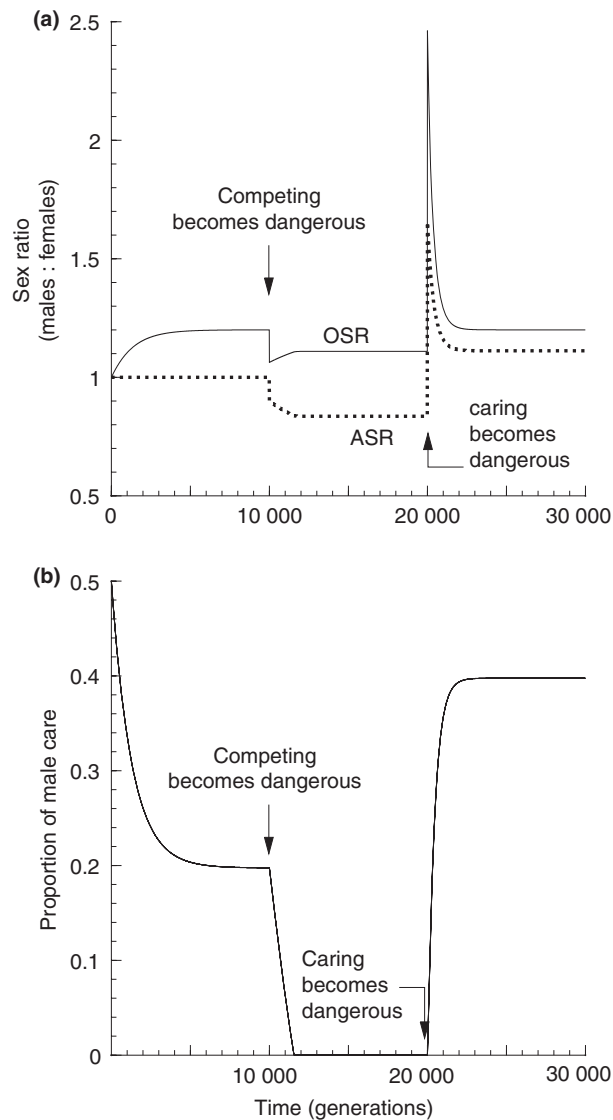 (a)
2.5
2
1.5
1
0.5
Sex ratio
(males : females)
Competing
becomes dangerous
OSR
ASR
caring
becomes
dangerous
0
10 000
20 000
30 000
(b)
0.5
0.4
0.3
0.2
0.1
0
Proportion of male care
Competing
becomes dangerous
Caring
becomes
dangerous
0
10 000
20 000
30 000
Time (generations)